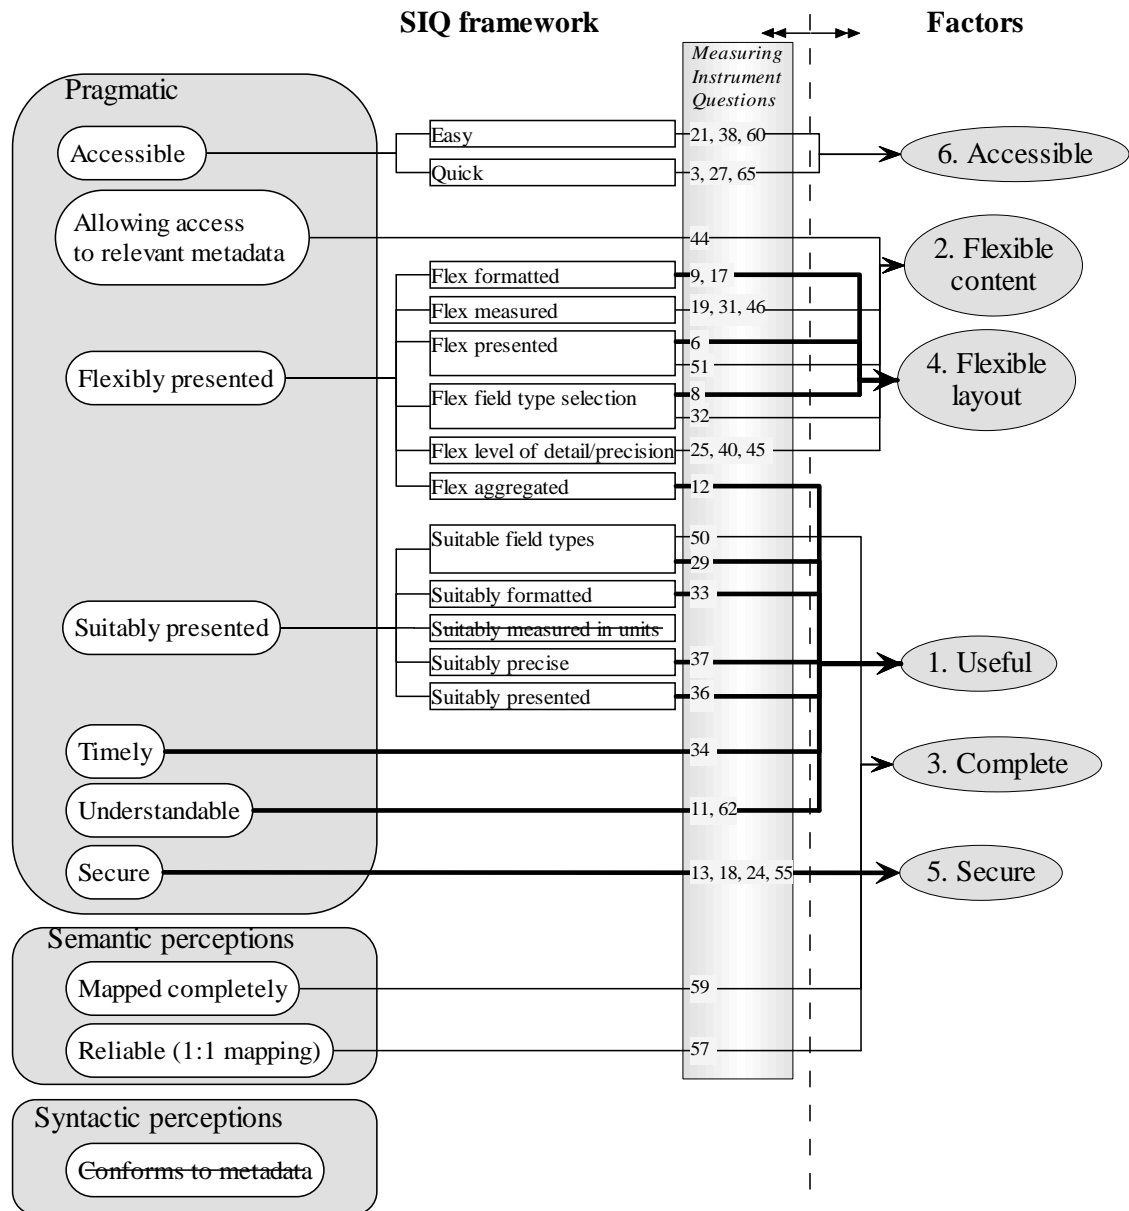 SIQ framework
Factors
Measuring
Instrument
Questions
Pragmatic
Accessible
Easy
21, 38, 60
Quick
3, 27, 65
6. Accessible
Allowing access
to relevant metadata
44
2. Flexible
content
Flexibly presented
Flex formatted
9, 17
Flex measured
19, 31, 46
Flex presented
6
51
Flex field type selection
8
32
Flex level of detail/precision
25, 40, 45
Flex aggregated
12
4. Flexible
layout
Suitably presented
Suitable field types
50
29
Suitably formatted
33
Suitably measured in units
Suitably precise
37
Suitably presented
36
1. Useful
Timely
34
3. Complete
Understandable
11, 62
Secure
13, 18, 24, 55
5. Secure
Semantic perceptions
Mapped completely
59
Reliable (1:1 mapping)
57
Syntactic perceptions
Conforms to metadata